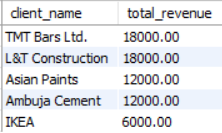 client_name total_revenue
TMT Bars Ltd. 18000.00
L&T Construction 18000.00
Asian Paints 12000.00
Ambuja Cement 12000.00
IKEA 6000.00